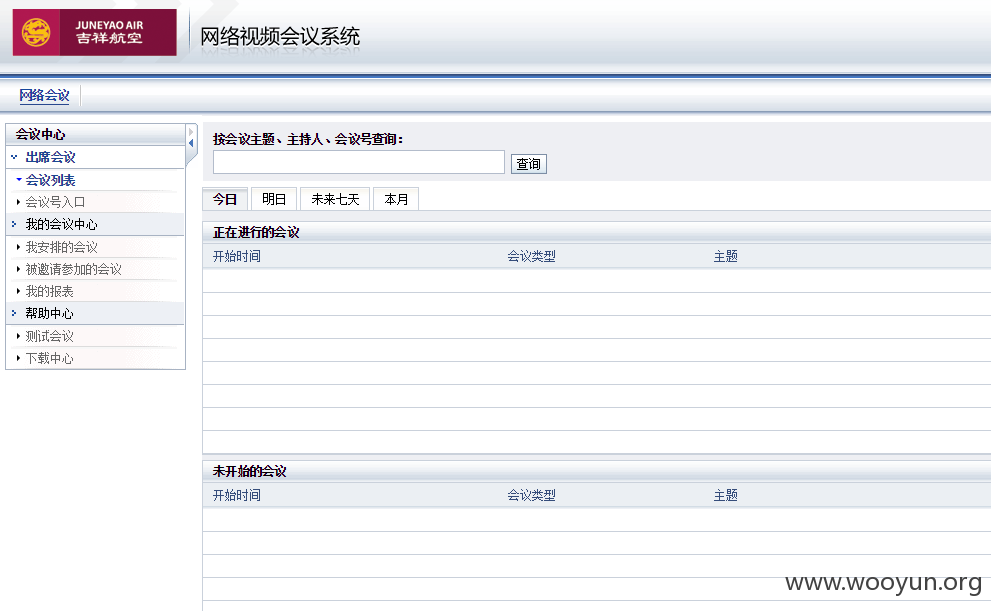 JUNEYAO AIR
吉祥航空
网络视频会议系统
网络会议
会议中心
出席会议
会议列表
会议号入口
我的会议中心
我安排的会议
被邀请参加的会议
我的报表
帮助中心
测试会议
下载中心
按会议主题、主持人、会议号查询：
查询
今日 明日 未来七天 本月
正在进行的会议
开始时间 会议类型 主题
未开始的会议
开始时间 会议类型 主题
www.wooyun.org